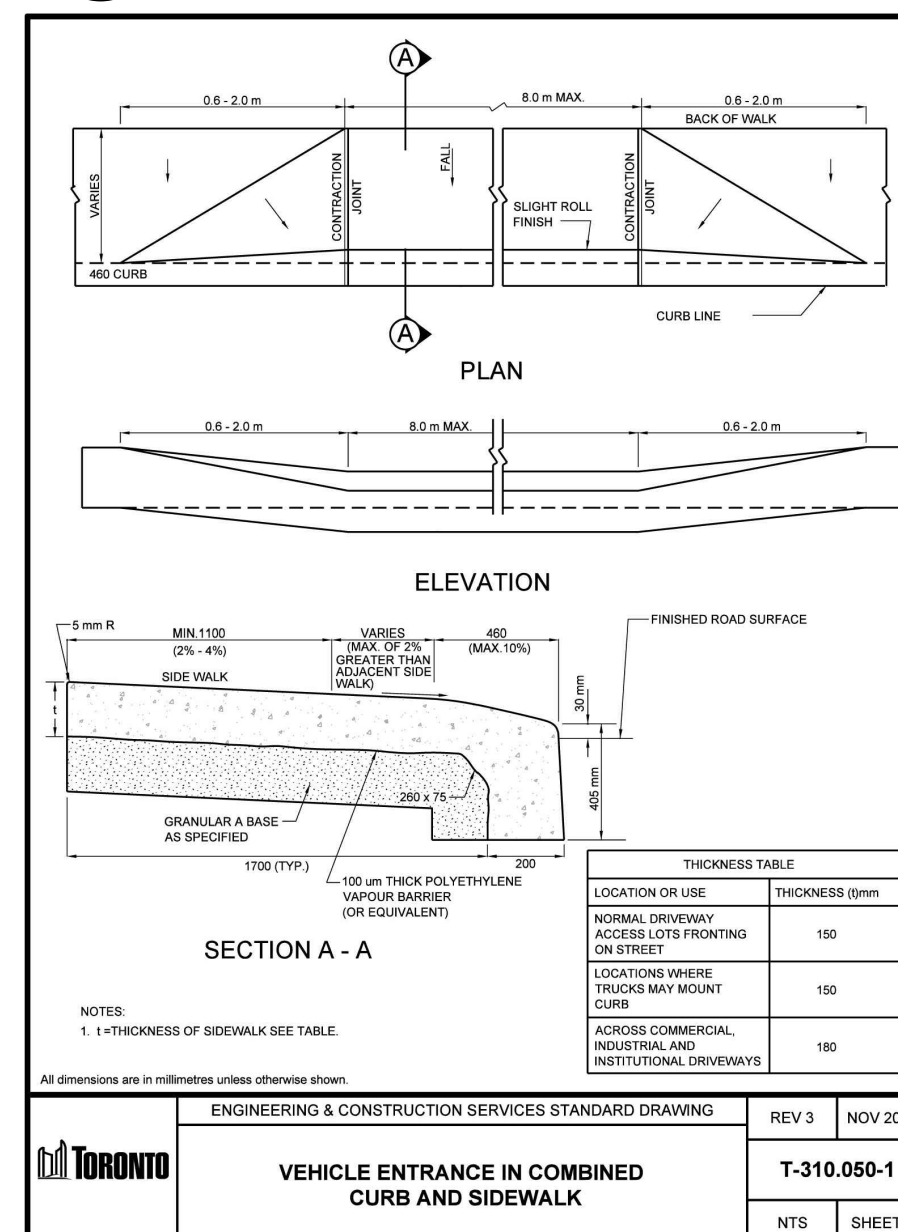 A
0.6 - 2.0 m
8.0 m MAX.
0.6 - 2.0 m
BACK OF WALK
VARIES
CONTRACTION
JOINT
FALL
SLIGHT ROLL
FINISH
CONTRACTION
JOINT
460 CURB
CURB LINE
A
PLAN
0.6 - 2.0 m
8.0 m MAX.
0.6 - 2.0 m
ELEVATION
5 mm R
MIN.1100
(2% - 4%)
VARIES
(MAX. OF 2%
GREATER THAN
ADJACENT SIDE
WALK)
460
(MAX.10%)
FINISHED ROAD SURFACE
SIDE WALK
t
30 mm
405 mm
260 x 75
GRANULAR A BASE
AS SPECIFIED
1700 (TYP.)
200
100 um THICK POLYETHYLENE
VAPOUR BARRIER
(OR EQUIVALENT)
SECTION A - A
THICKNESS TABLE
LOCATION OR USE THICKNESS (t)mm
NORMAL DRIVEWAY
ACCESS LOTS FRONTING
ON STREET
150
LOCATIONS WHERE
TRUCKS MAY MOUNT
CURB
150
ACROSS COMMERCIAL,
INDUSTRIAL AND
INSTITUTIONAL DRIVEWAYS
180
NOTES:
1. t =THICKNESS OF SIDEWALK SEE TABLE.
All dimensions are in millimetres unless otherwise shown.
TORONTO
ENGINEERING & CONSTRUCTION SERVICES STANDARD DRAWING
VEHICLE ENTRANCE IN COMBINED
CURB AND SIDEWALK
REV 3 NOV 20
T-310.050-1
NTS SHEET